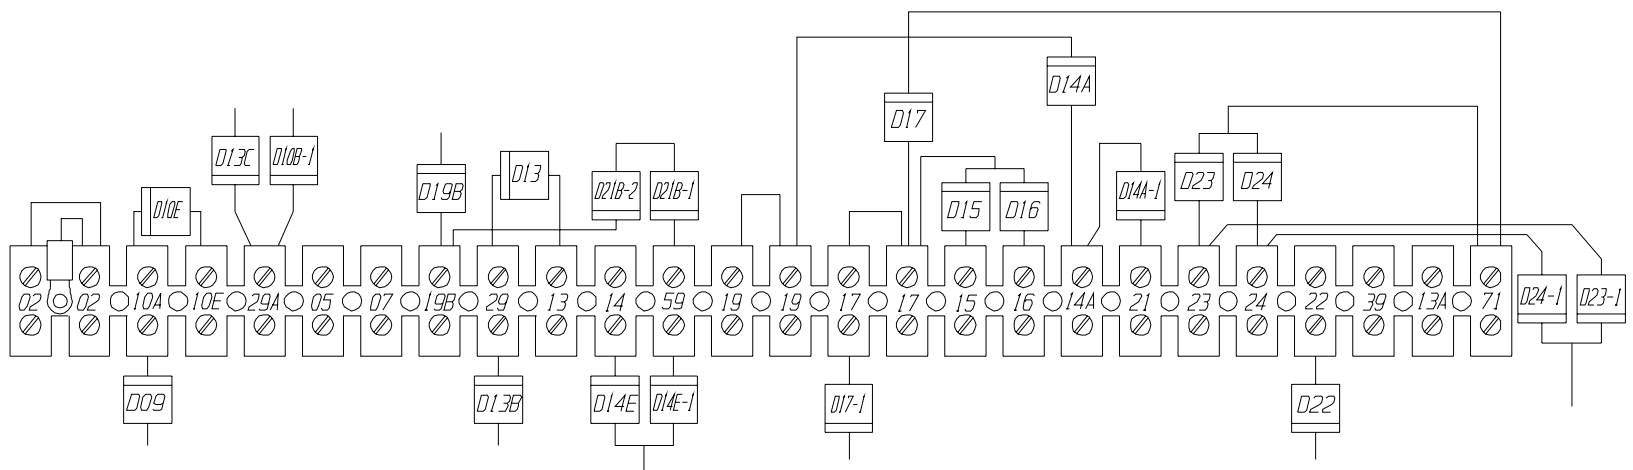 D14A
D17
D13C D10B-1
D13 D23 D24
D19B D21B-2 D21B-1 D14A-1
D10E D15 D16
02 02 10A 10E 29A 05 07 19B 29 13 14 59 19 19 17 17 15 16 14A 21 23 24 22 39 13A 71
D24-1 D23-1
D09 D13B D14E D14E-1 D17-1 D22